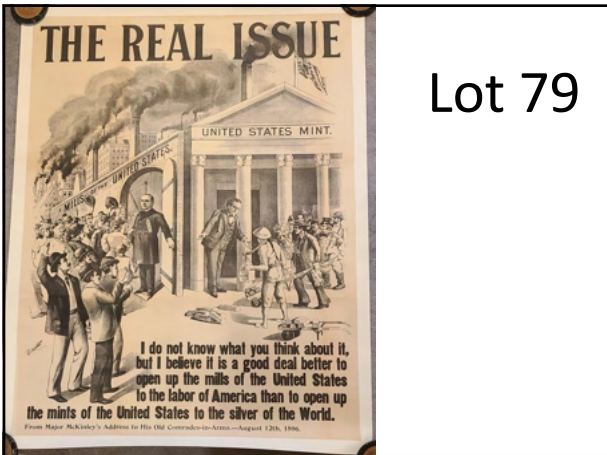 THE REAL ISSUE
Lot 79
UNITED STATES MINT.
MILLS OF THE UNITED STATES.
I do not know what you think about it,
but I believe it is a good deal better to
open up the mills of the United States
to the labor of America than to open up
the mints of the United States to the silver of the World.
From Major McKinley's Address to His Old Comrades-in-Arms.—August 12th, 1896.